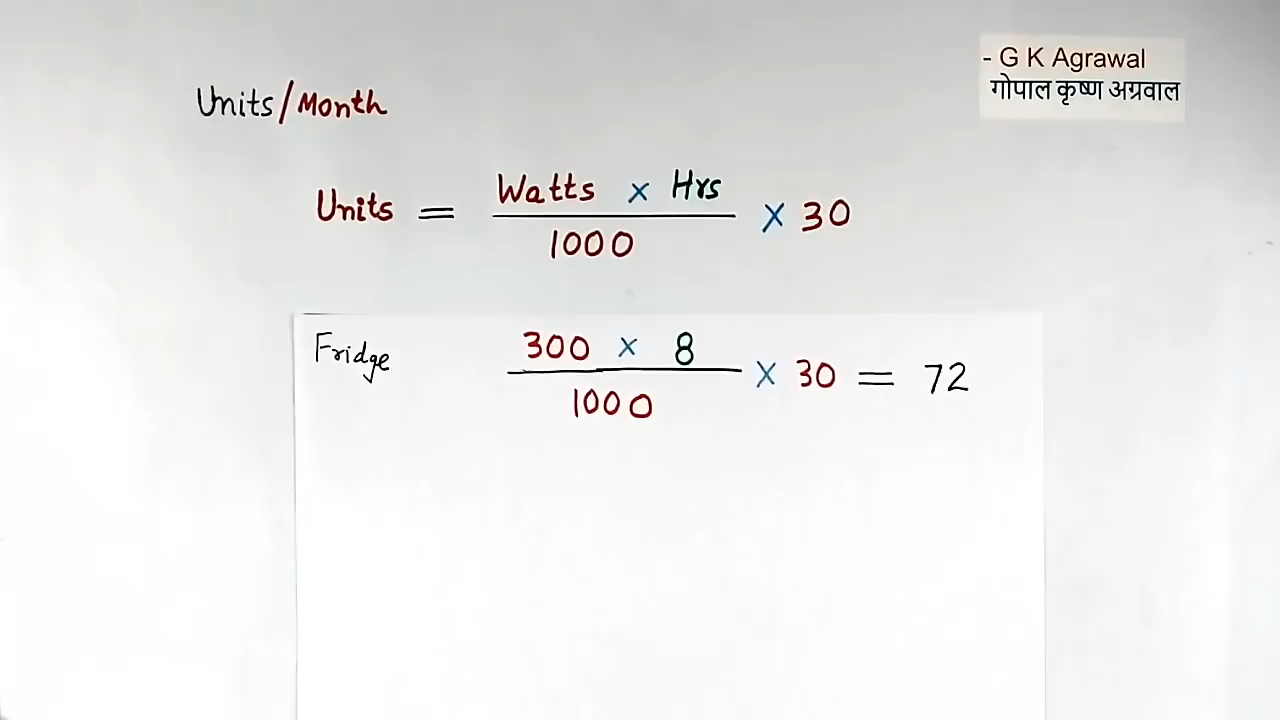 - G K Agrawal
गोपाल कृष्ण अग्रवाल
Units/Month
Units = Watts × Hrs / 1000 × 30
Fridge 300 × 8 / 1000 × 30 = 72